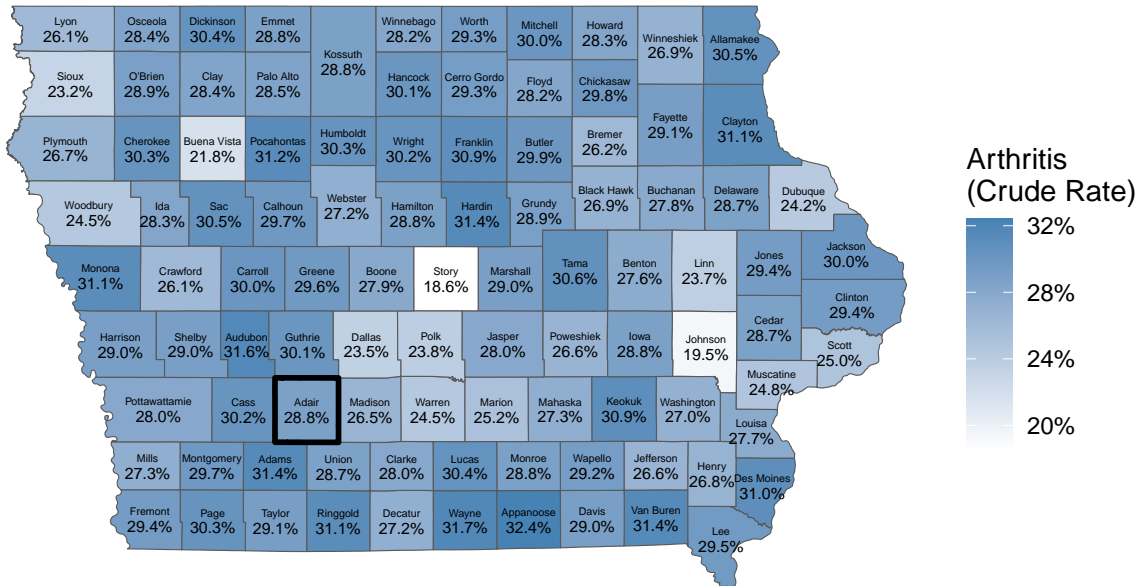 Lyon
26.1%
Osceola
28.4%
Dickinson
30.4%
Emmet
28.8%
Kossuth
28.8%
Winnebago
28.2%
Worth
29.3%
Mitchell
30.0%
Howard
28.3%
Winneshiek
26.9%
Allamakee
30.5%
Sioux
23.2%
O'Brien
28.9%
Clay
28.4%
Palo Alto
28.5%
Hancock
30.1%
Cerro Gordo
29.3%
Floyd
28.2%
Chickasaw
29.8%
Fayette
29.1%
Clayton
31.1%
Plymouth
26.7%
Cherokee
30.3%
Buena Vista
21.8%
Pocahontas
31.2%
Humboldt
30.3%
Wright
30.2%
Franklin
30.9%
Butler
29.9%
Bremer
26.2%
Woodbury
24.5%
Ida
28.3%
Sac
30.5%
Calhoun
29.7%
Webster
27.2%
Hamilton
28.8%
Hardin
31.4%
Grundy
28.9%
Black Hawk
26.9%
Buchanan
27.8%
Delaware
28.7%
Dubuque
24.2%
Monona
31.1%
Crawford
26.1%
Carroll
30.0%
Greene
29.6%
Boone
27.9%
Story
18.6%
Marshall
29.0%
Tama
30.6%
Benton
27.6%
Linn
23.7%
Jones
29.4%
Jackson
30.0%
Clinton
29.4%
Harrison
29.0%
Shelby
29.0%
Audubon
31.6%
Guthrie
30.1%
Dallas
23.5%
Polk
23.8%
Jasper
28.0%
Poweshiek
26.6%
Iowa
28.8%
Johnson
19.5%
Cedar
28.7%
Scott
25.0%
Muscatine
24.8%
Pottawattamie
28.0%
Cass
30.2%
Adair
28.8%
Madison
26.5%
Warren
24.5%
Marion
25.2%
Mahaska
27.3%
Keokuk
30.9%
Washington
27.0%
Louisa
27.7%
Mills
27.3%
Montgomery
29.7%
Adams
31.4%
Union
28.7%
Clarke
28.0%
Lucas
30.4%
Monroe
28.8%
Wapello
29.2%
Jefferson
26.6%
Henry
26.8%
Des Moines
31.0%
Fremont
29.4%
Page
30.3%
Taylor
29.1%
Ringgold
31.1%
Decatur
27.2%
Wayne
31.7%
Appanoose
32.4%
Davis
29.0%
Van Buren
31.4%
Lee
29.5%
Arthritis
(Crude Rate)
32%
28%
24%
20%